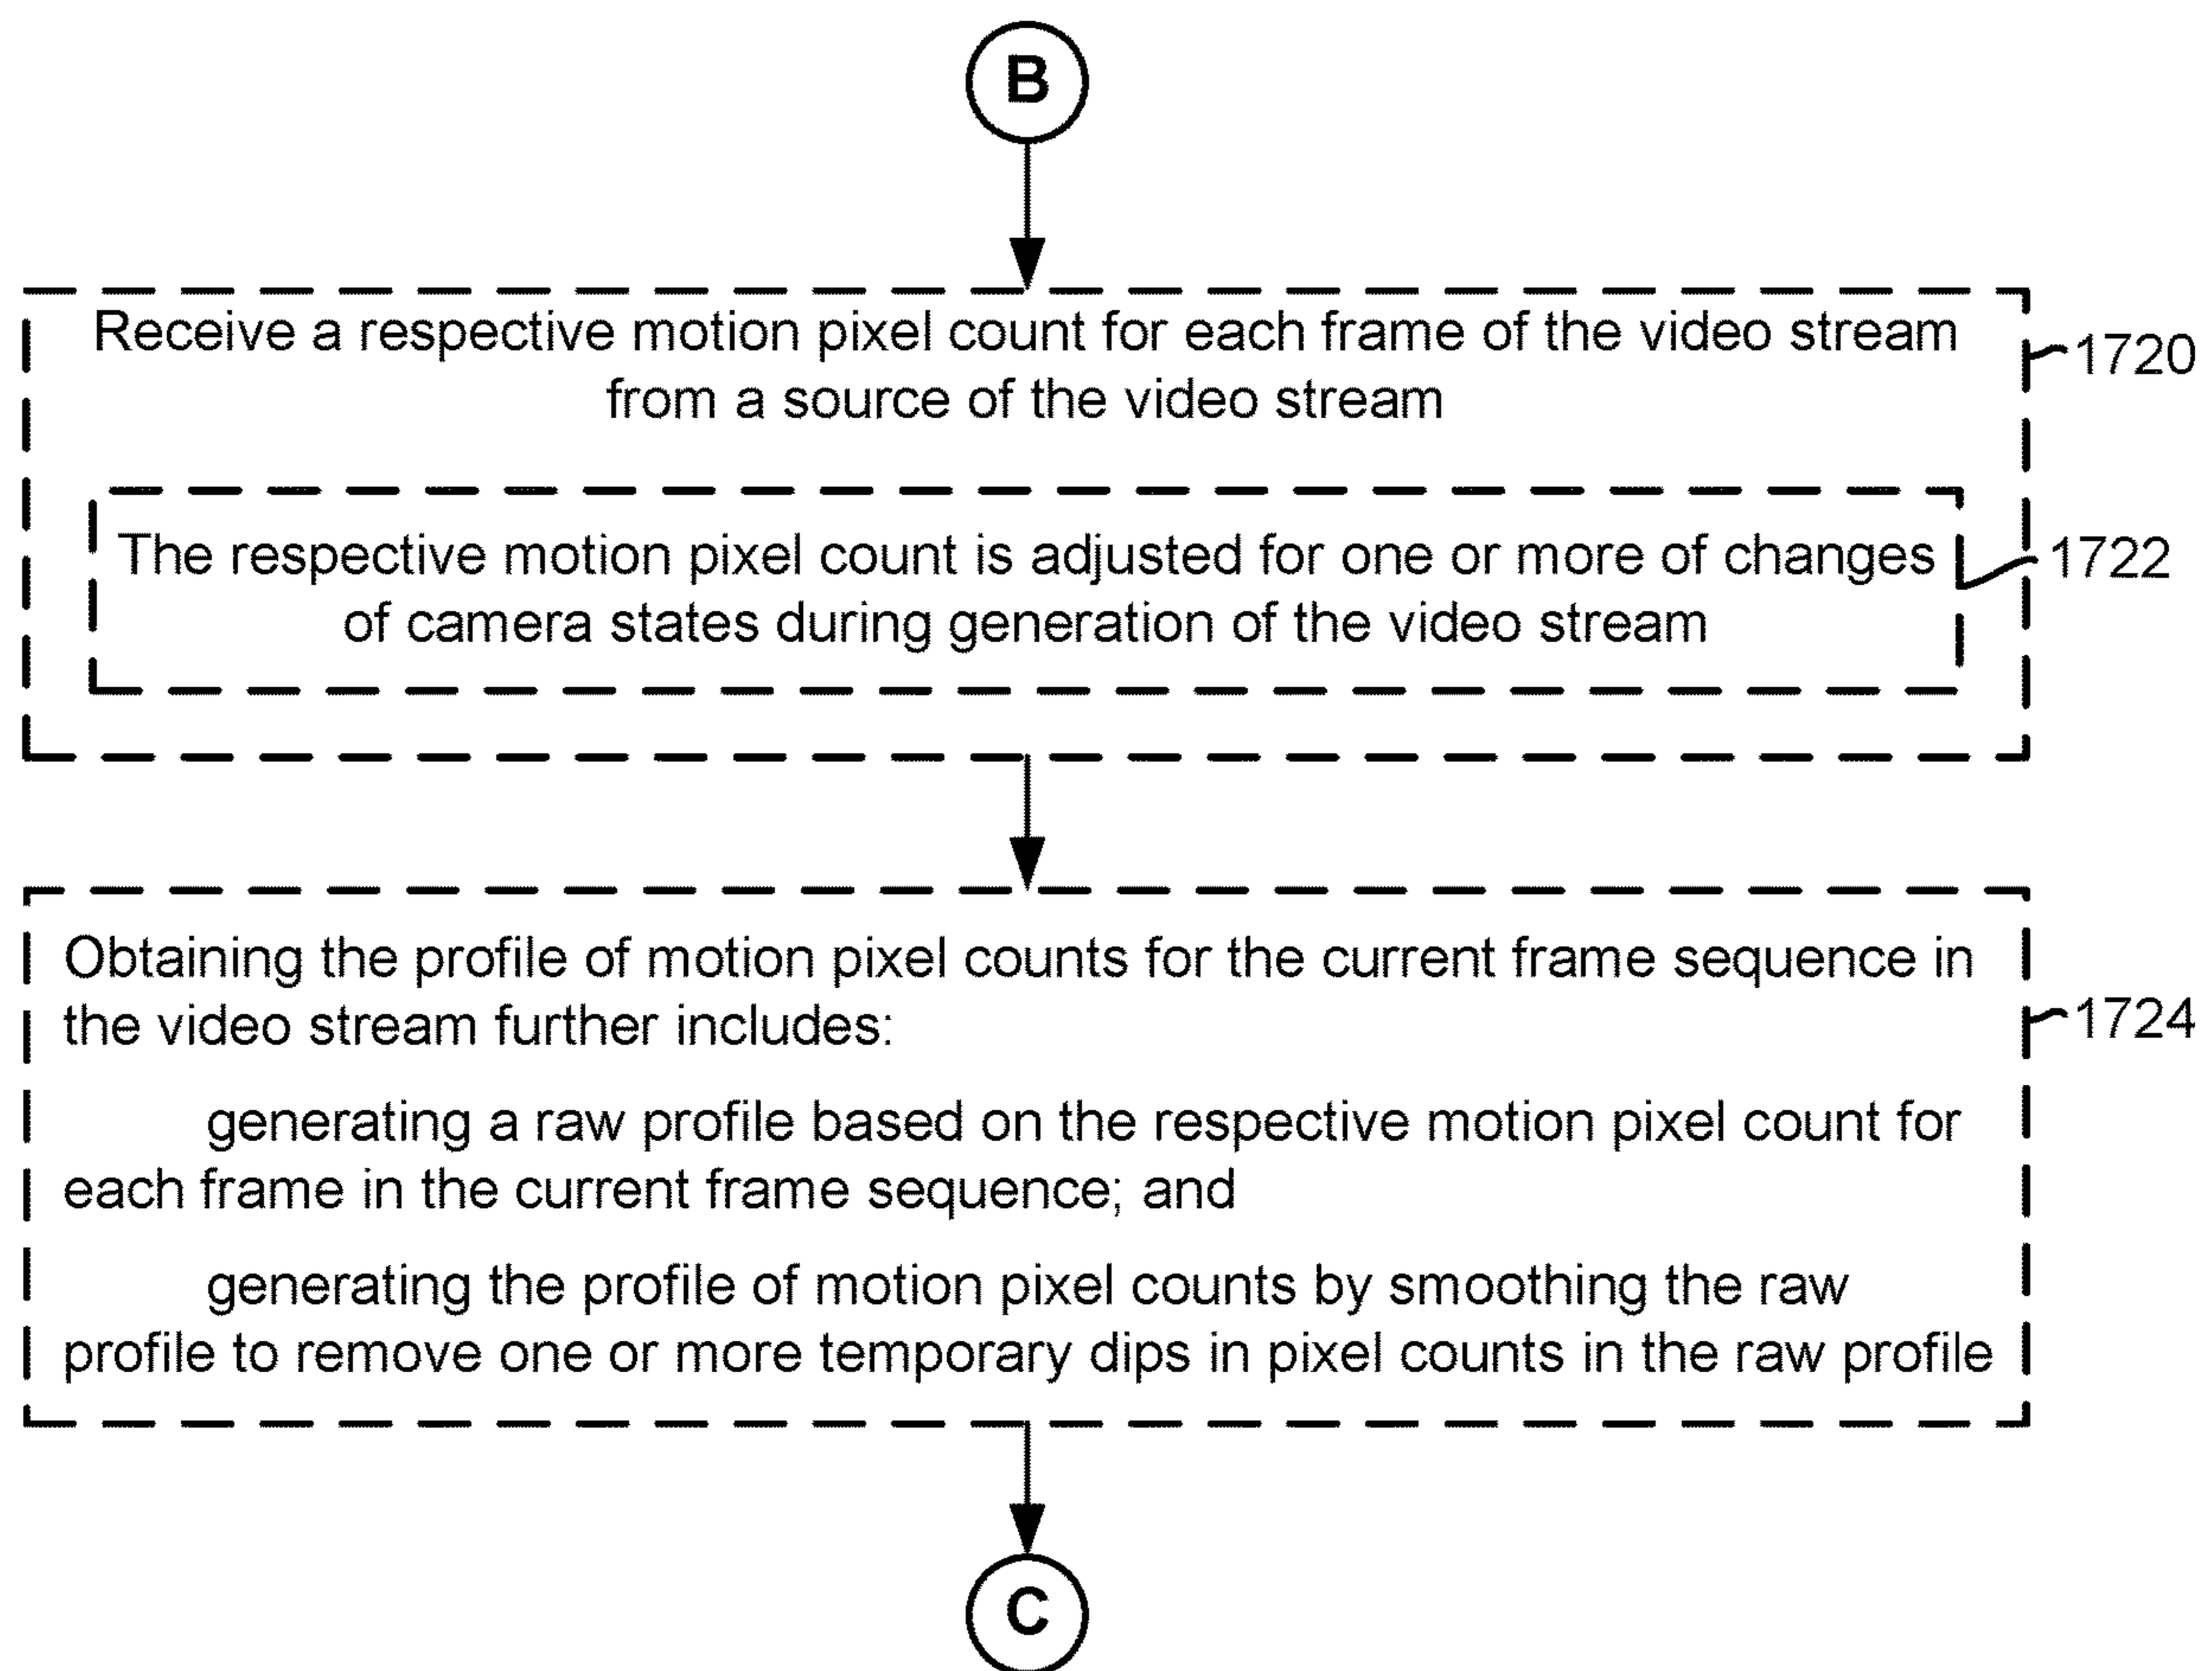 B
Receive a respective motion pixel count for each frame of the video stream
from a source of the video stream
1720
The respective motion pixel count is adjusted for one or more of changes
of camera states during generation of the video stream
1722
Obtaining the profile of motion pixel counts for the current frame sequence in
the video stream further includes:
1724
generating a raw profile based on the respective motion pixel count for
each frame in the current frame sequence; and
generating the profile of motion pixel counts by smoothing the raw
profile to remove one or more temporary dips in pixel counts in the raw profile
C